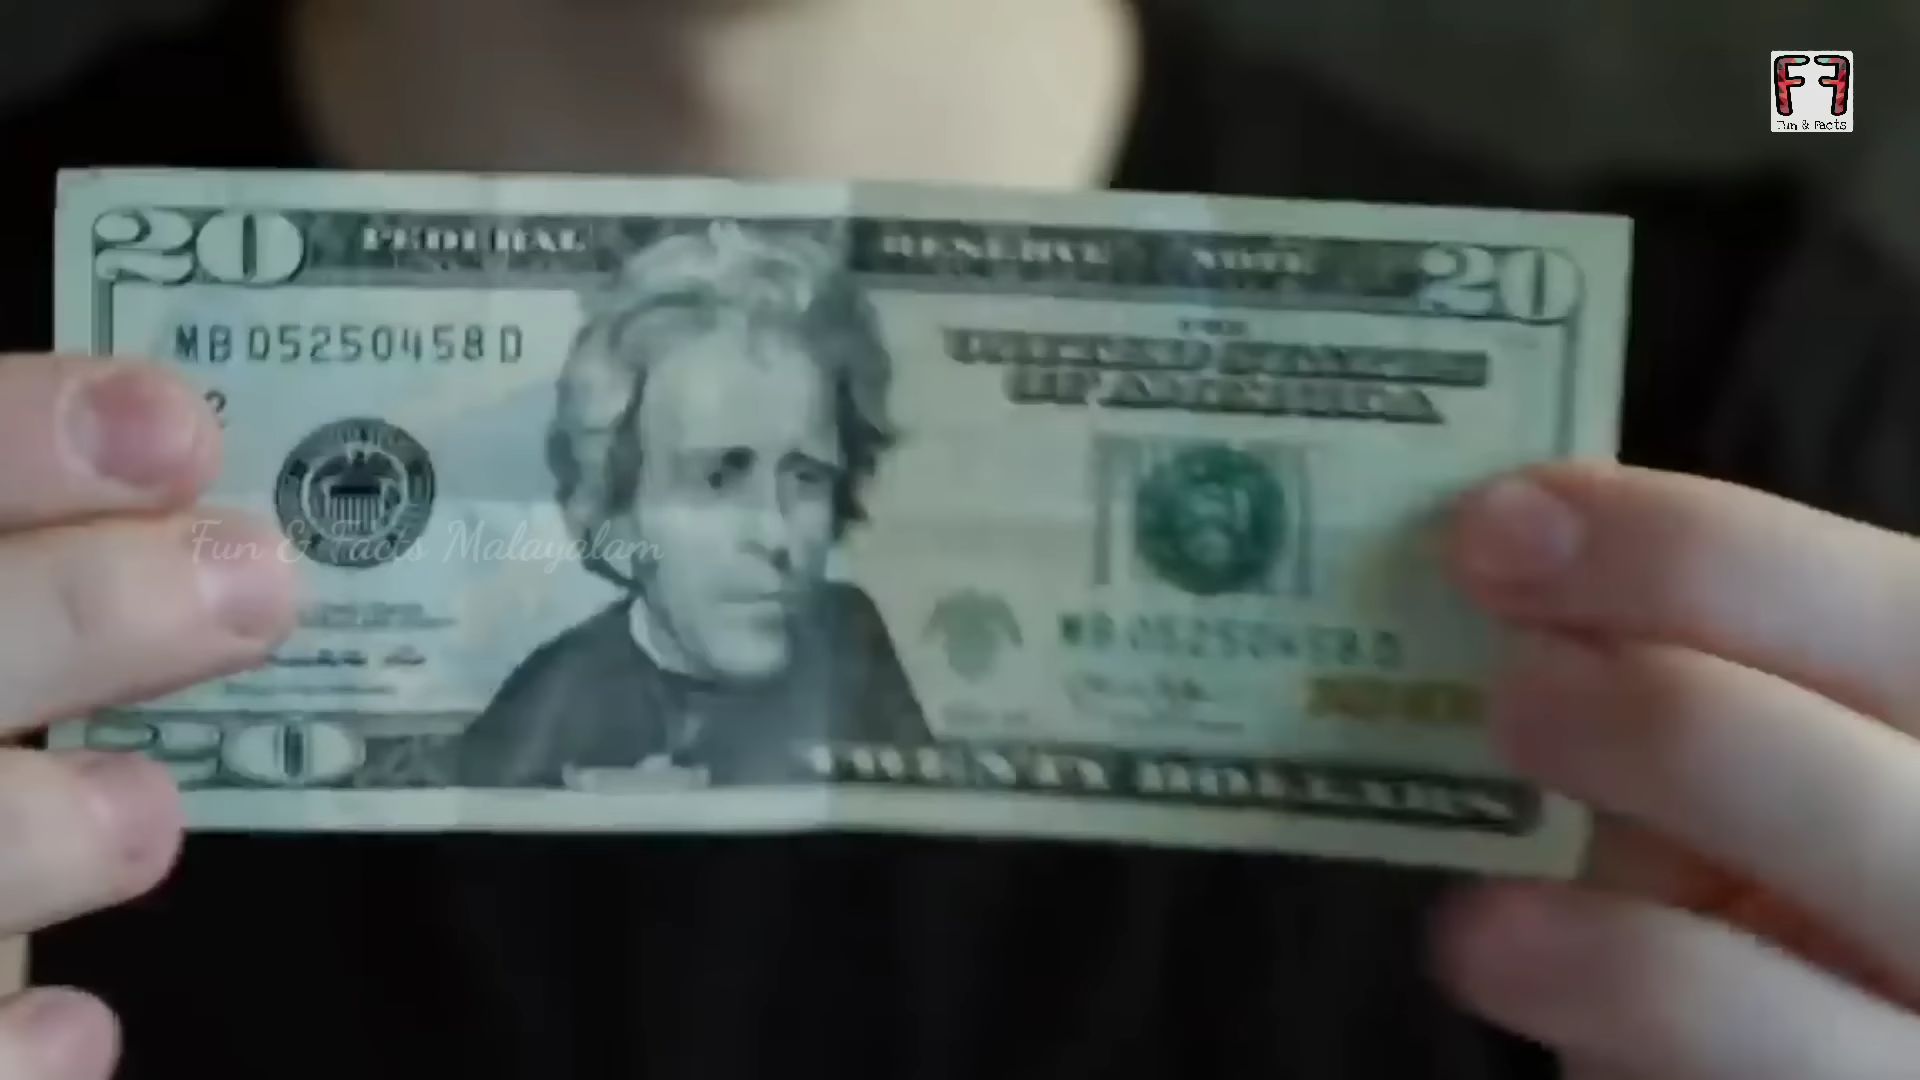 Fun & Facts
20 FEDERAL RESERVE NOTE 20
MB 05250458 D
THE
UNITED STATES
OF AMERICA
Fun & Facts Malayalam
MB 05250458 D
20
TWENTY DOLLARS